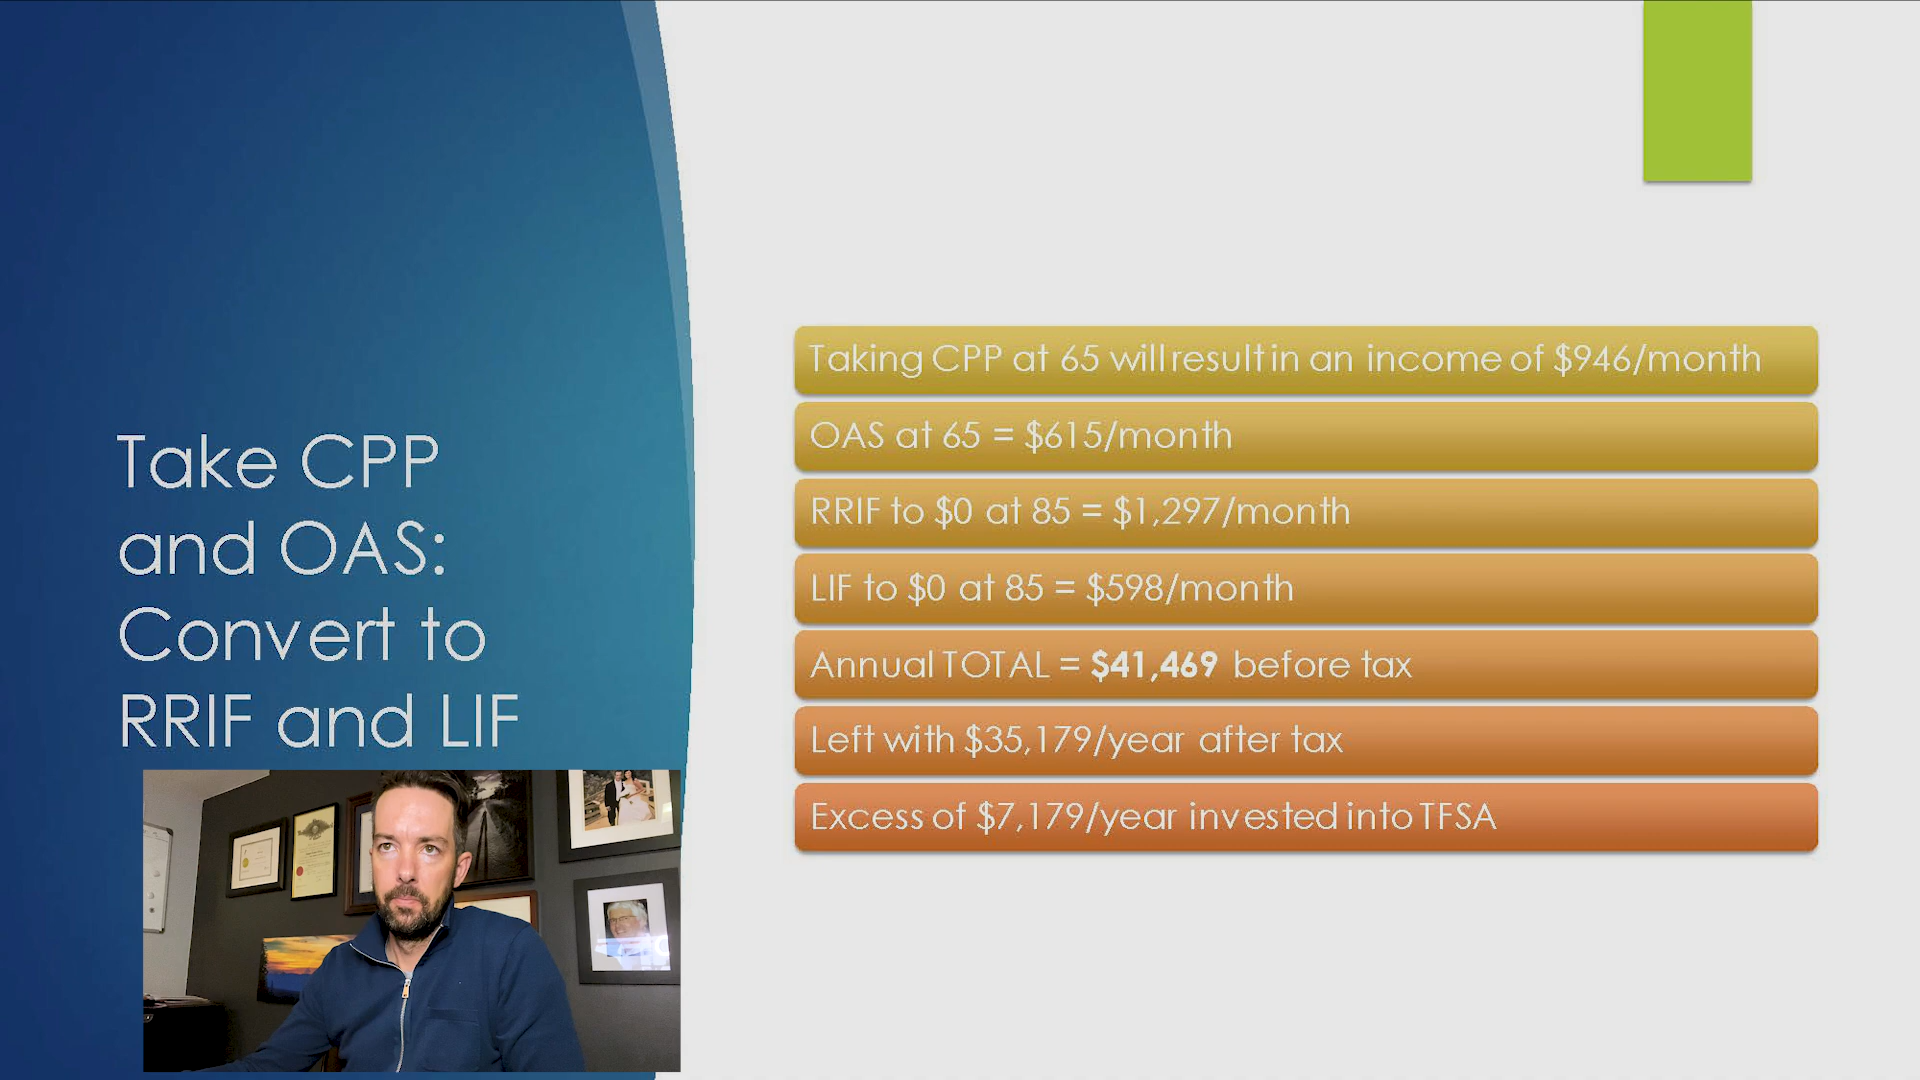 Take CPP
and OAS:
Convert to
RRIF and LIF
Taking CPP at 65 will result in an income of $946/month
OAS at 65 = $615/month
RRIF to $0 at 85 = $1,297/month
LIF to $0 at 85 = $598/month
Annual TOTAL = $41,469 before tax
Left with $35,179/year after tax
Excess of $7,179/year invested into TFSA